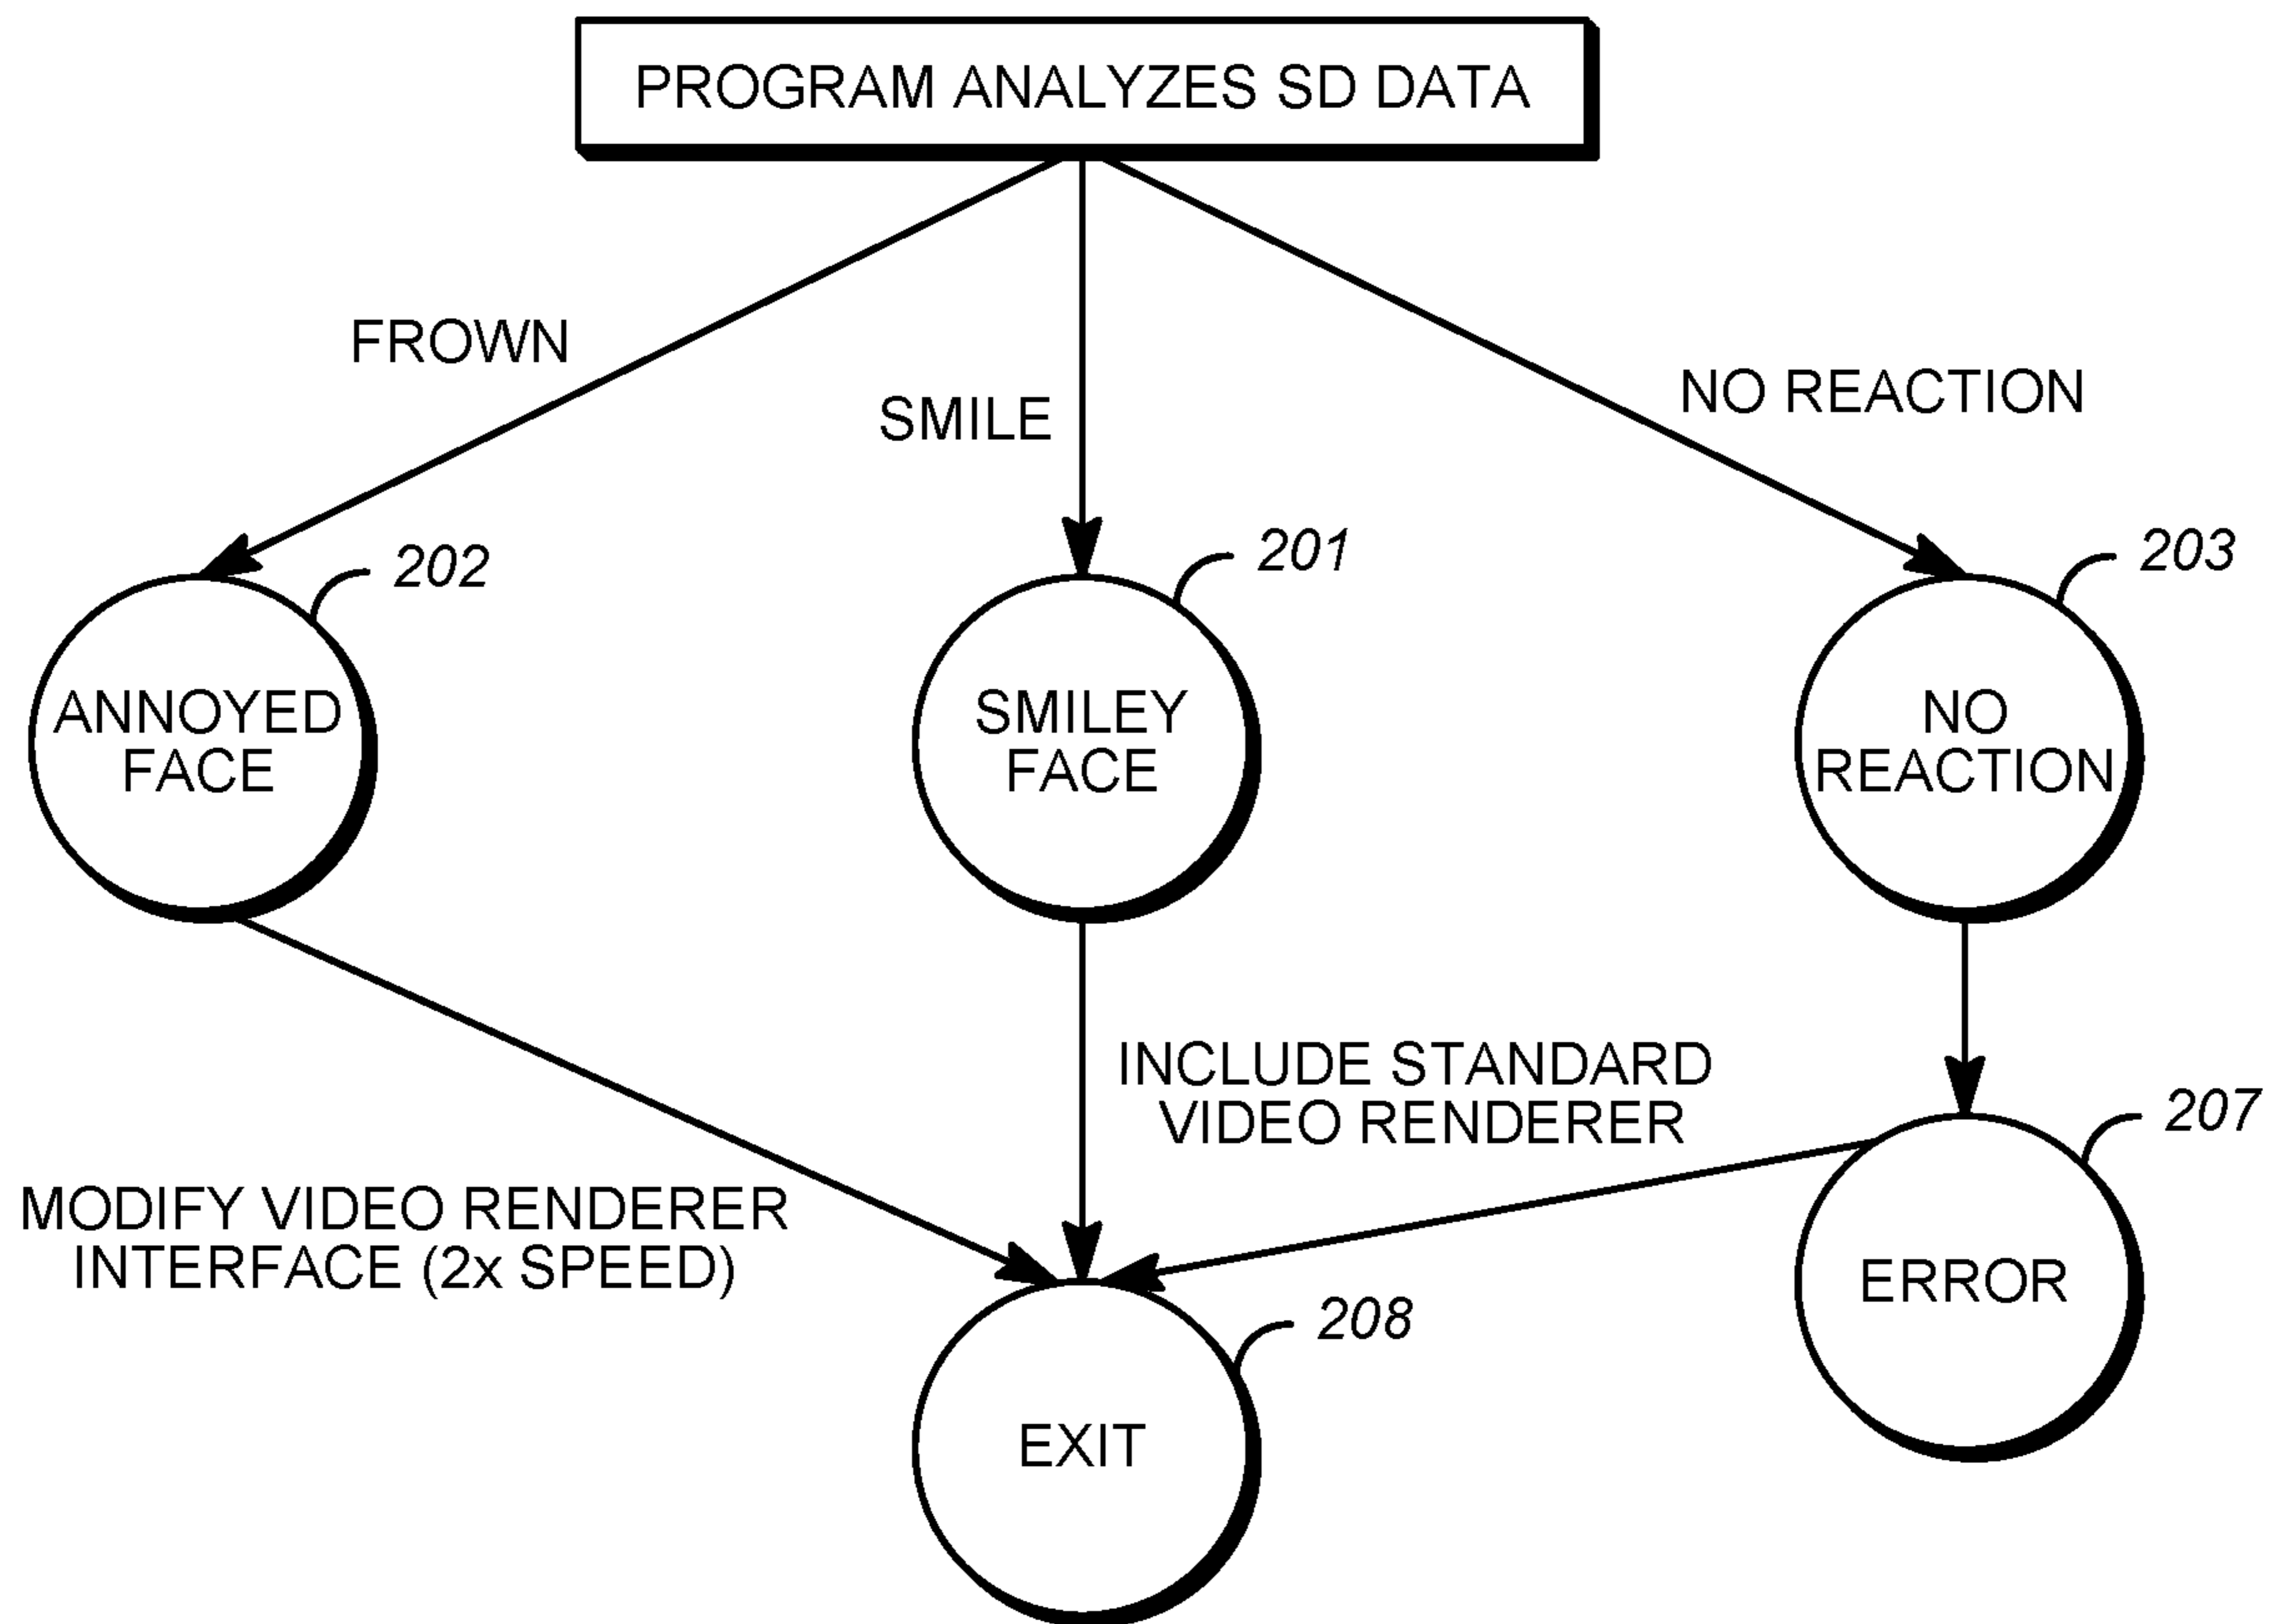 PROGRAM ANALYZES SD DATA
FROWN
SMILE
NO REACTION
202
201
203
ANNOYED
FACE
SMILEY
FACE
NO
REACTION
INCLUDE STANDARD
VIDEO RENDERER
207
MODIFY VIDEO RENDERER
INTERFACE (2x SPEED)
ERROR
208
EXIT